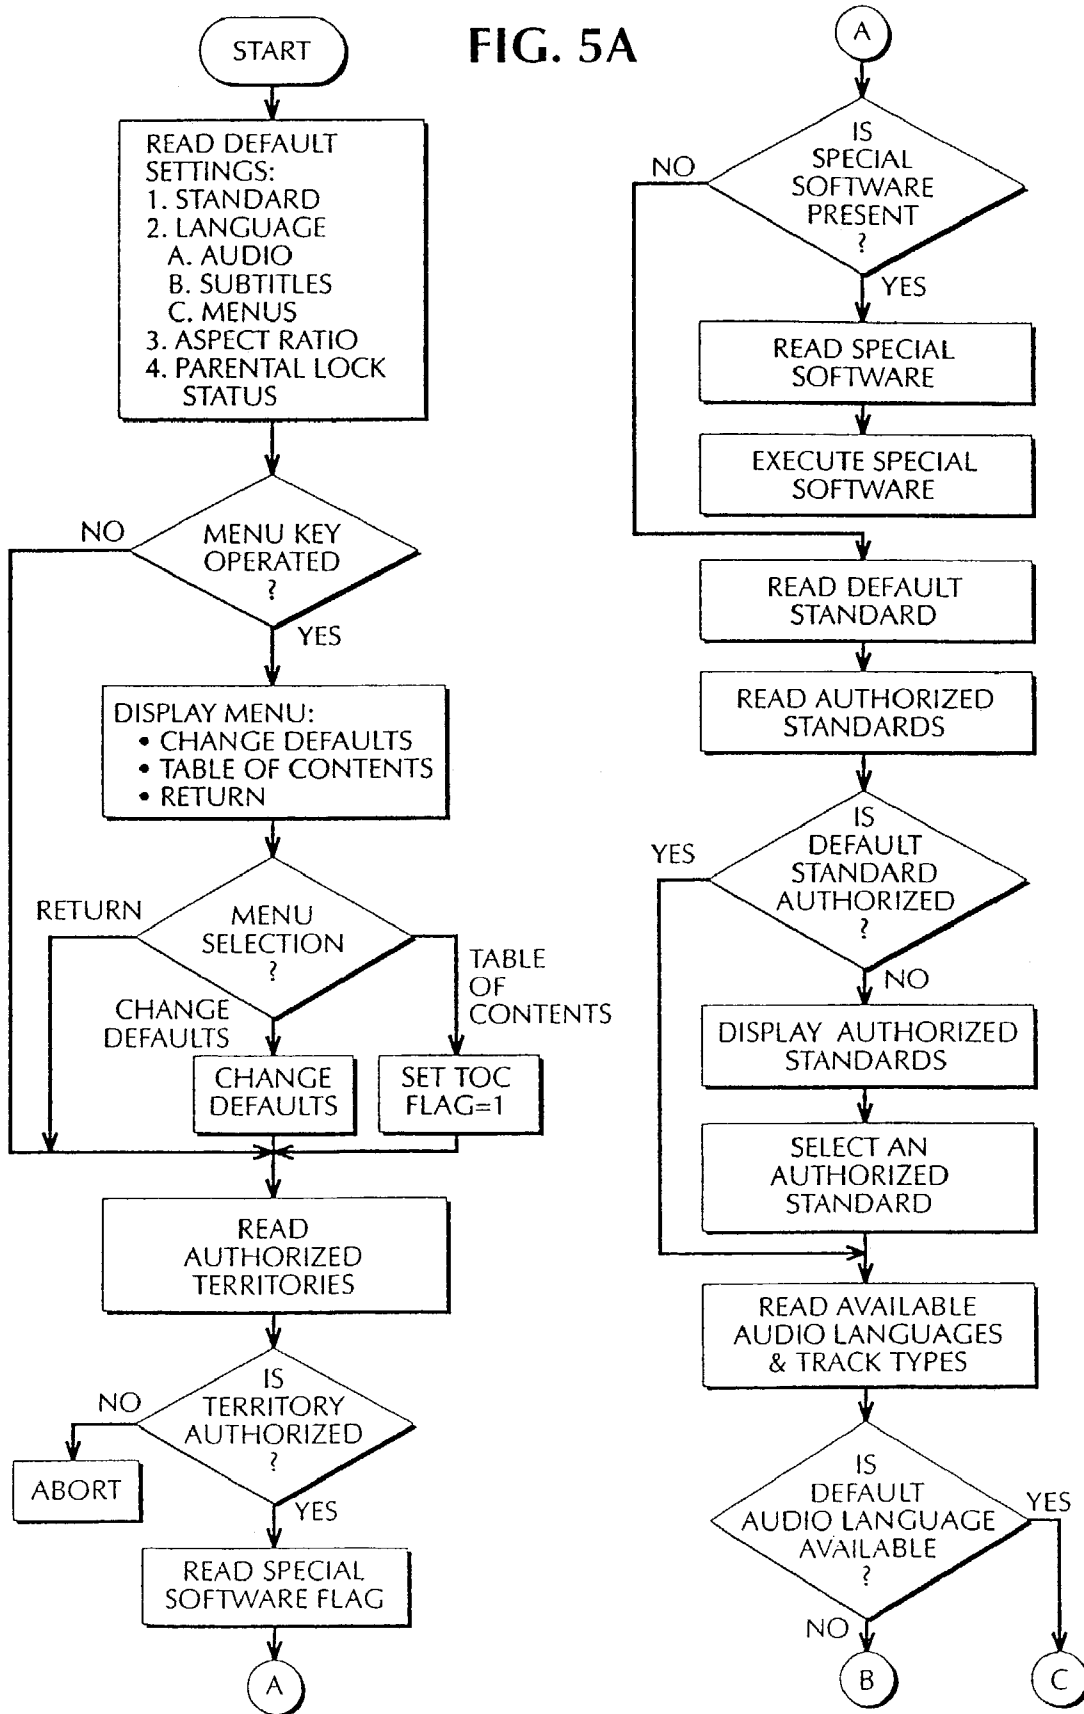 FIG. 5A
START
READ DEFAULT
SETTINGS:
1. STANDARD
2. LANGUAGE
A. AUDIO
B. SUBTITLES
C. MENUS
3. ASPECT RATIO
4. PARENTAL LOCK
STATUS
NO
MENU KEY
OPERATED
?
YES
DISPLAY MENU:
• CHANGE DEFAULTS
• TABLE OF CONTENTS
• RETURN
RETURN
MENU
SELECTION
?
TABLE
OF
CONTENTS
CHANGE
DEFAULTS
CHANGE
DEFAULTS
SET TOC
FLAG=1
READ
AUTHORIZED
TERRITORIES
NO
IS
TERRITORY
AUTHORIZED
?
ABORT
YES
READ SPECIAL
SOFTWARE FLAG
A
A
NO
IS
SPECIAL
SOFTWARE
PRESENT
?
YES
READ SPECIAL
SOFTWARE
EXECUTE SPECIAL
SOFTWARE
READ DEFAULT
STANDARD
READ AUTHORIZED
STANDARDS
YES
IS
DEFAULT
STANDARD
AUTHORIZED
?
NO
DISPLAY AUTHORIZED
STANDARDS
SELECT AN
AUTHORIZED
STANDARD
READ AVAILABLE
AUDIO LANGUAGES
& TRACK TYPES
IS
DEFAULT
AUDIO LANGUAGE
AVAILABLE
?
YES
NO
B
C